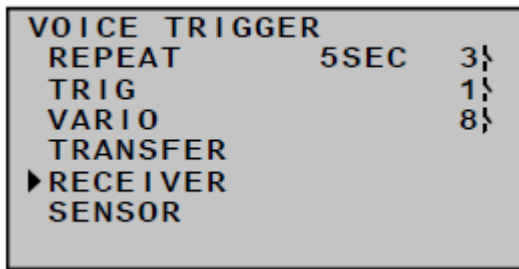 VOICE TRIGGER
REPEAT 5SEC 3
TRIG 1
VARIO 8
TRANSFER
RECEIVER
SENSOR